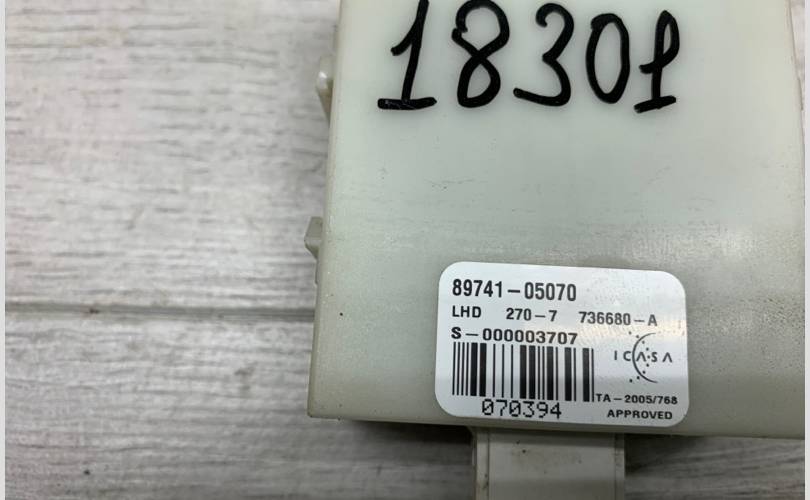 18301
89741-05070
LHD 270-7 736680-A
S-000003707
ICASA
070394
TA-2005/768
APPROVED